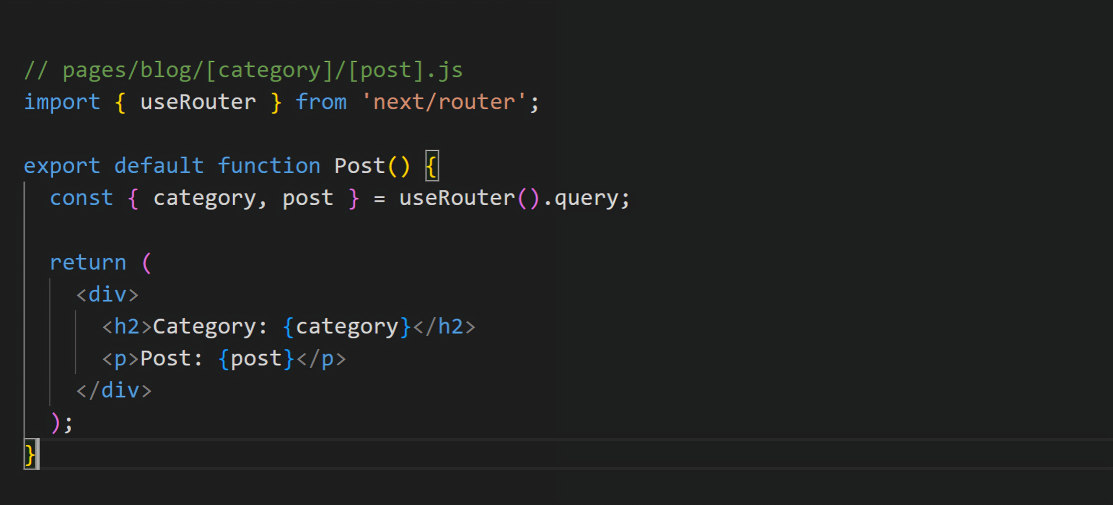 // pages/blog/[category]/[post].js
import { useRouter } from 'next/router';
export default function Post() {
const { category, post } = useRouter().query;
return (
<div>
<h2>Category: {category}</h2>
<p>Post: {post}</p>
</div>
);
}